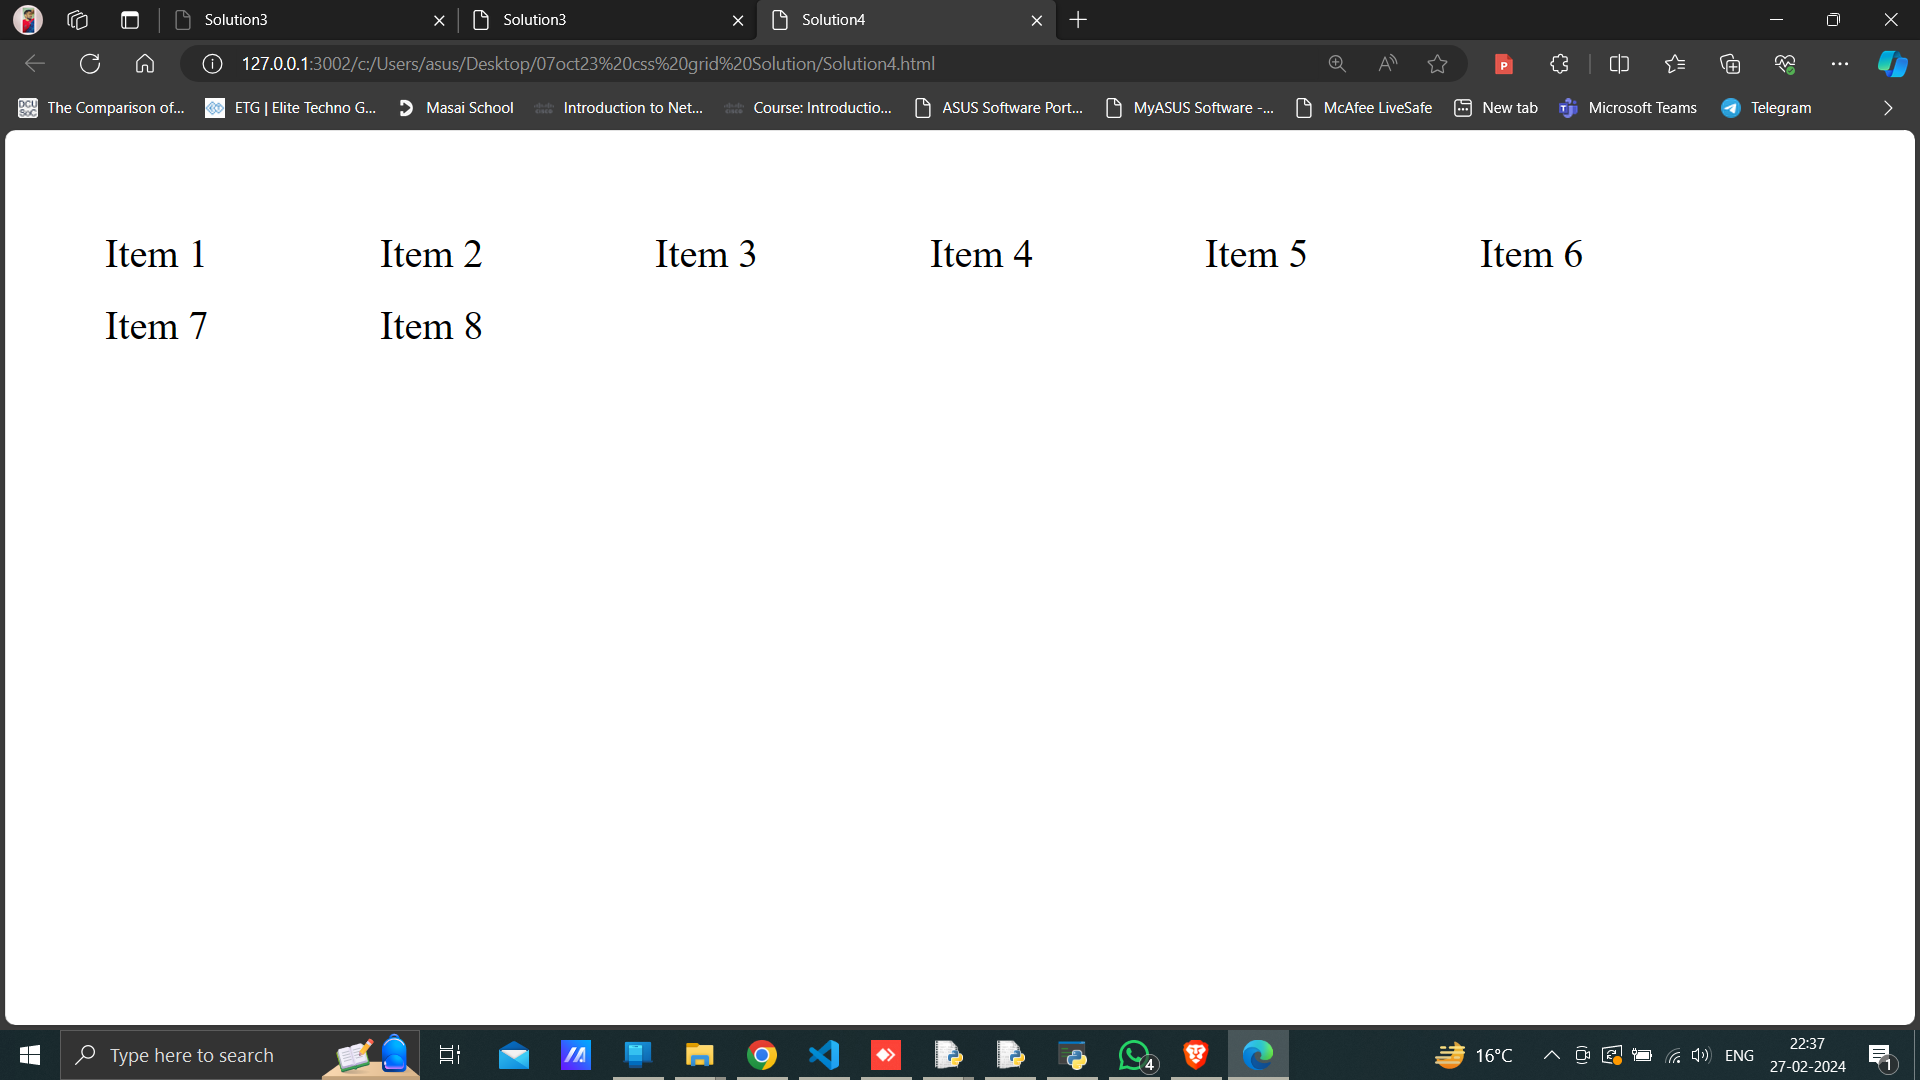 Solution3
Solution3
Solution4
127.0.0.1:3002/c:/Users/asus/Desktop/07oct23%20css%20grid%20Solution/Solution4.html
The Comparison of... ETG | Elite Techno G... Masai School Introduction to Net... Course: Introductio... ASUS Software Port... MyASUS Software -... McAfee LiveSafe New tab Microsoft Teams Telegram
Item 1 Item 2 Item 3 Item 4 Item 5 Item 6
Item 7 Item 8
Type here to search
4
16°C
ENG
22:37
27-02-2024
1